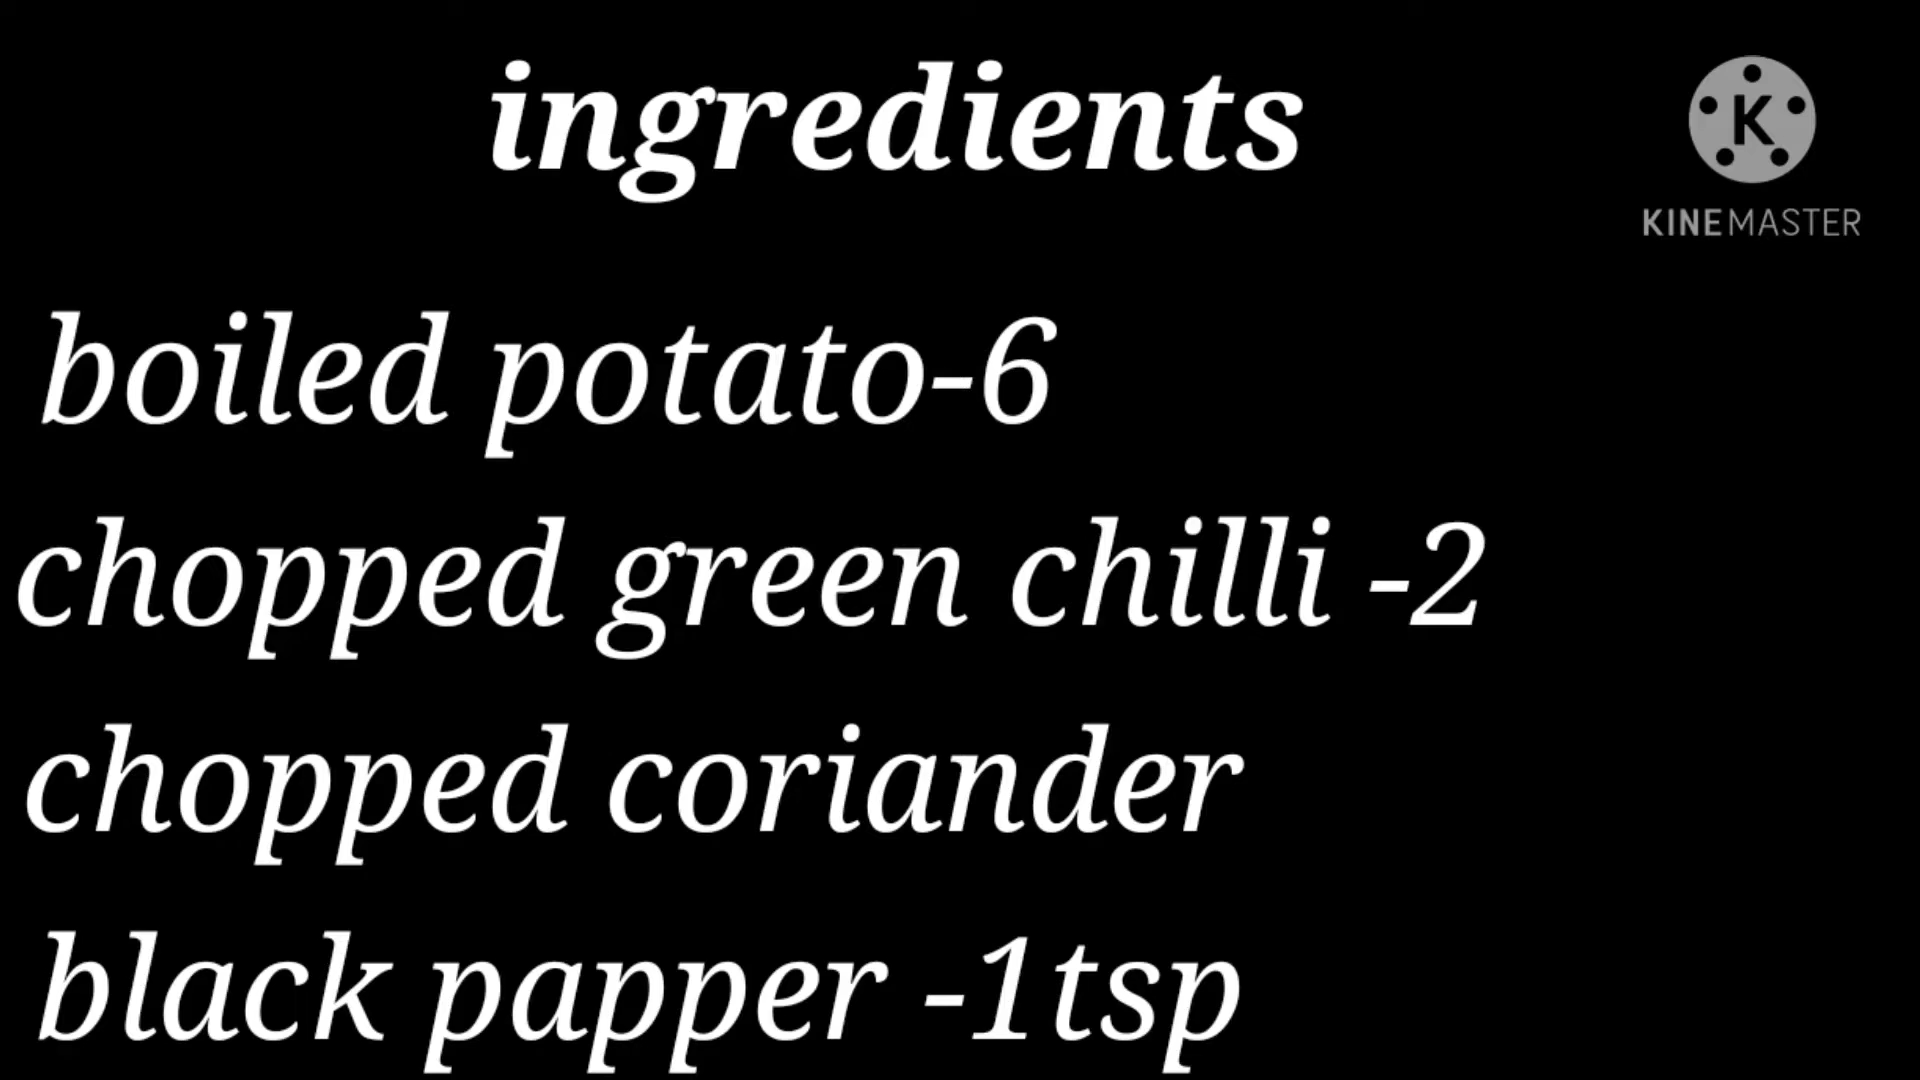 ingredients
K
KINEMASTER
boiled potato-6
chopped green chilli -2
chopped coriander
black papper -1tsp